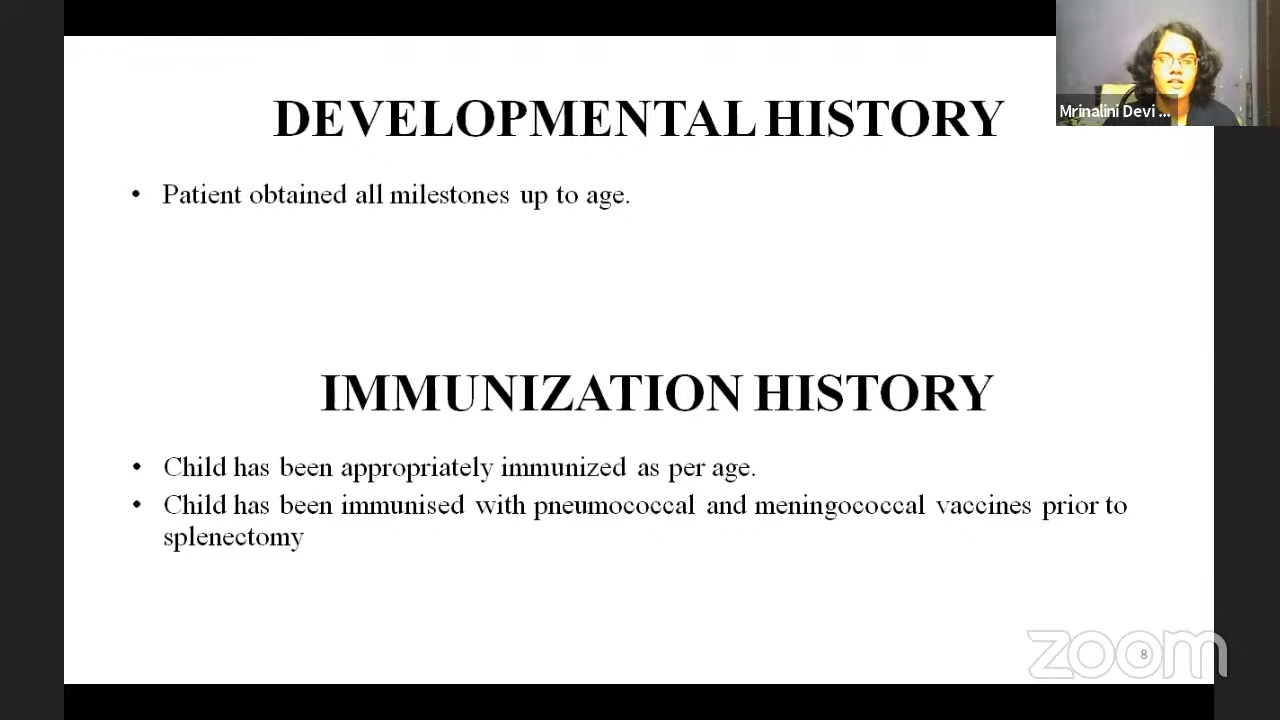 DEVELOPMENTAL HISTORY
Mrinalini Devi ...
• Patient obtained all milestones up to age.
IMMUNIZATION HISTORY
• Child has been appropriately immunized as per age.
• Child has been immunised with pneumococcal and meningococcal vaccines prior to
splenectomy
zoom
8